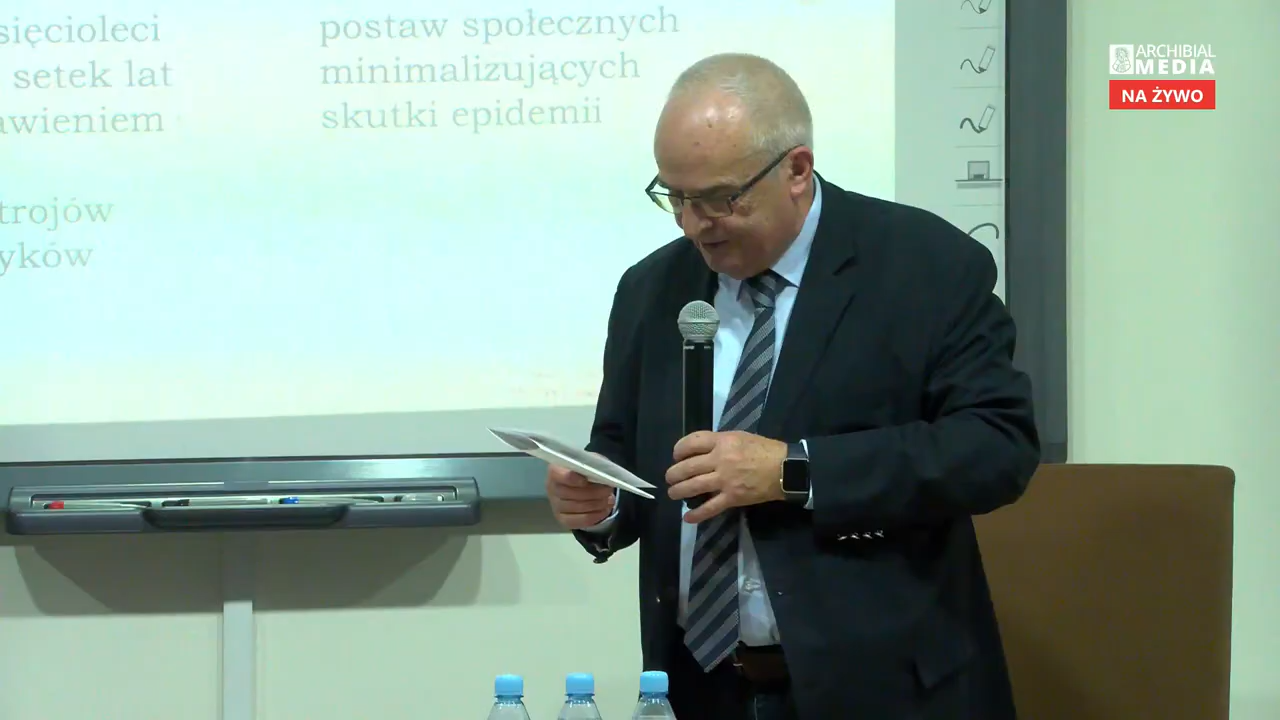 sięcioleci
setek lat
awieniem
trojów
yków
postaw społecznych
minimalizujących
skutki epidemii
ARCHIBIAL
MEDIA
NA ŻYWO